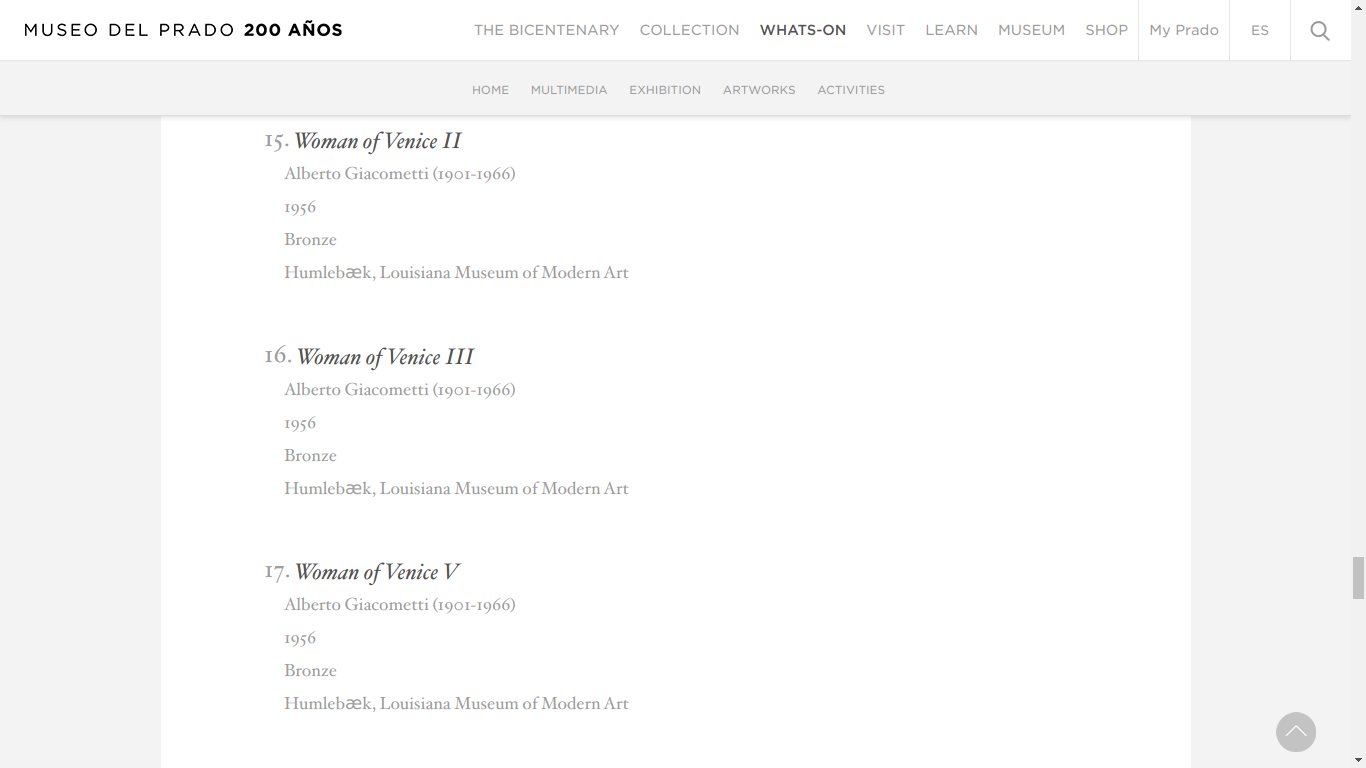 MUSEO DEL PRADO 200 AÑOS
THE BICENTENARY COLLECTION WHATS-ON VISIT LEARN MUSEUM SHOP My Prado ES
HOME MULTIMEDIA EXHIBITION ARTWORKS ACTIVITIES
15. Woman of Venice II
Alberto Giacometti (1901-1966)
1956
Bronze
Humlebæk, Louisiana Museum of Modern Art
16. Woman of Venice III
Alberto Giacometti (1901-1966)
1956
Bronze
Humlebæk, Louisiana Museum of Modern Art
17. Woman of Venice V
Alberto Giacometti (1901-1966)
1956
Bronze
Humlebæk, Louisiana Museum of Modern Art